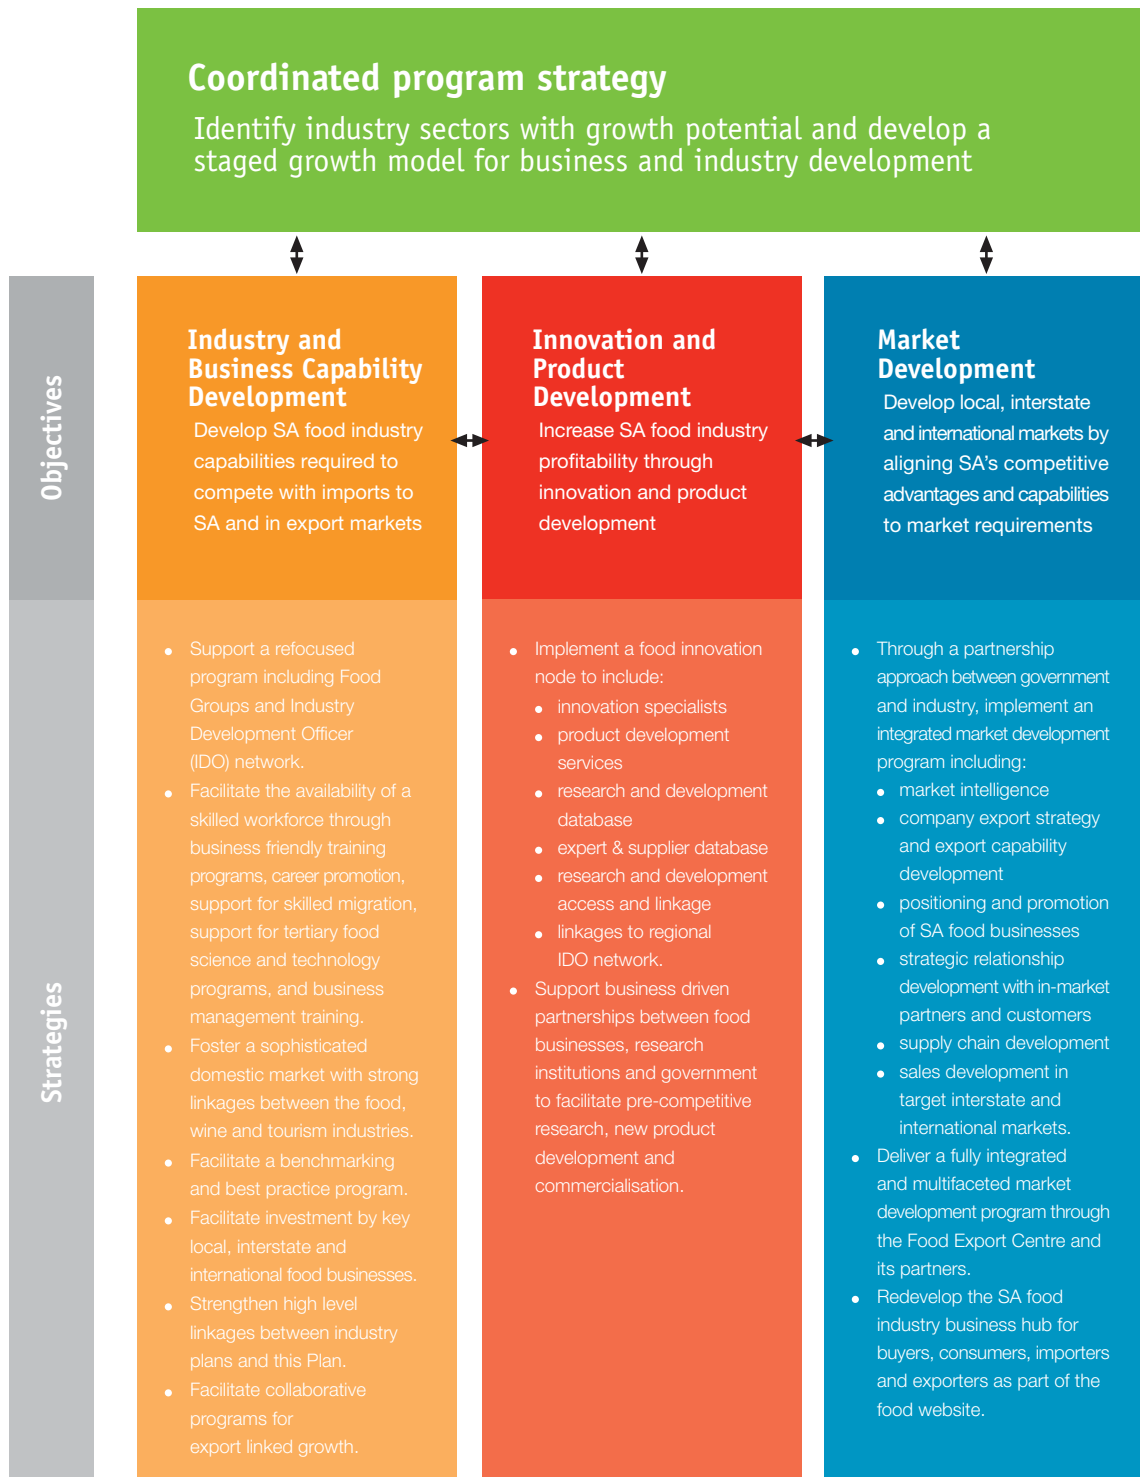 Coordinated program strategy
Identify industry sectors with growth potential and develop a
staged growth model for business and industry development
Objectives
Industry and
Business Capability
Development
Develop SA food industry
capabilities required to
compete with imports to
SA and in export markets
Innovation and
Product
Development
Increase SA food industry
profitability through
innovation and product
development
Market
Development
Develop local, interstate
and international markets by
aligning SA's competitive
advantages and capabilities
to market requirements
Strategies
• Support a refocused
program including Food
Groups and Industry
Development Officer
(IDO) network.
• Facilitate the availability of a
skilled workforce through
business friendly training
programs, career promotion,
support for skilled migration,
support for tertiary food
science and technology
programs, and business
management training.
• Foster a sophisticated
domestic market with strong
linkages between the food,
wine and tourism industries.
• Facilitate a benchmarking
and best practice program.
• Facilitate investment by key
local, interstate and
international food businesses.
• Strengthen high level
linkages between industry
plans and this Plan.
• Facilitate collaborative
programs for
export linked growth.
• Implement a food innovation
node to include:
• innovation specialists
• product development
services
• research and development
database
• expert & supplier database
• research and development
access and linkage
• linkages to regional
IDO network.
• Support business driven
partnerships between food
businesses, research
institutions and government
to facilitate pre-competitive
research, new product
development and
commercialisation.
• Through a partnership
approach between government
and industry, implement an
integrated market development
program including:
• market intelligence
• company export strategy
and export capability
development
• positioning and promotion
of SA food businesses
• strategic relationship
development with in-market
partners and customers
• supply chain development
• sales development in
target interstate and
international markets.
• Deliver a fully integrated
and multifaceted market
development program through
the Food Export Centre and
its partners.
• Redevelop the SA food
industry business hub for
buyers, consumers, importers
and exporters as part of the
food website.